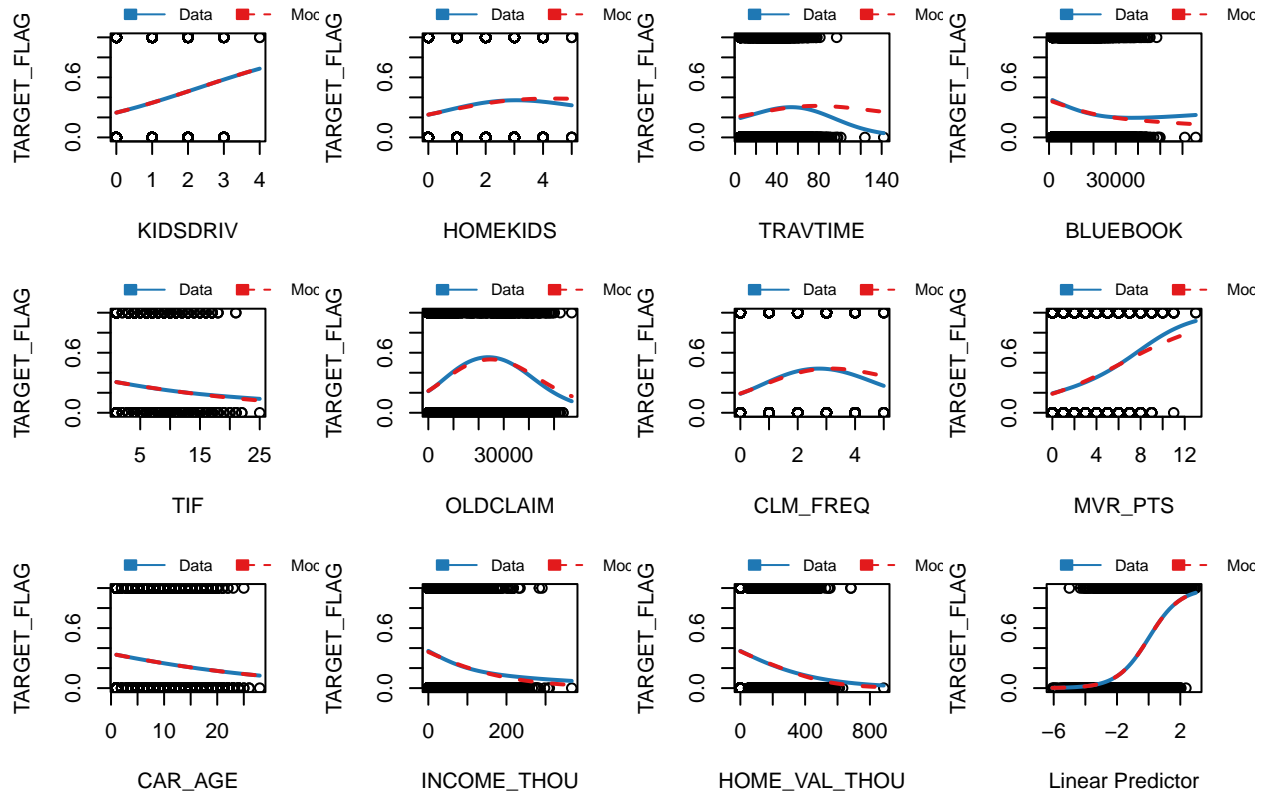 Data Moc Data Moc Data Moc Data Moc
TARGET_FLAG TARGET_FLAG TARGET_FLAG TARGET_FLAG
0.0 0.6 0.0 0.6 0.0 0.6 0.0 0.6
0 1 2 3 4 0 2 4 0 40 80 140 0 30000
KIDSDRIV HOMEKIDS TRAVTIME BLUEBOOK
Data Moc Data Moc Data Moc Data Moc
TARGET_FLAG TARGET_FLAG TARGET_FLAG TARGET_FLAG
0.0 0.6 0.0 0.6 0.0 0.6 0.0 0.6
5 15 25 0 30000 0 2 4 0 4 8 12
TIF OLDCLAIM CLM_FREQ MVR_PTS
Data Moc Data Moc Data Moc Data Moc
TARGET_FLAG TARGET_FLAG TARGET_FLAG TARGET_FLAG
0.0 0.6 0.0 0.6 0.0 0.6 0.0 0.6
0 10 20 0 200 0 400 800 −6 −2 2
CAR_AGE INCOME_THOU HOME_VAL_THOU Linear Predictor